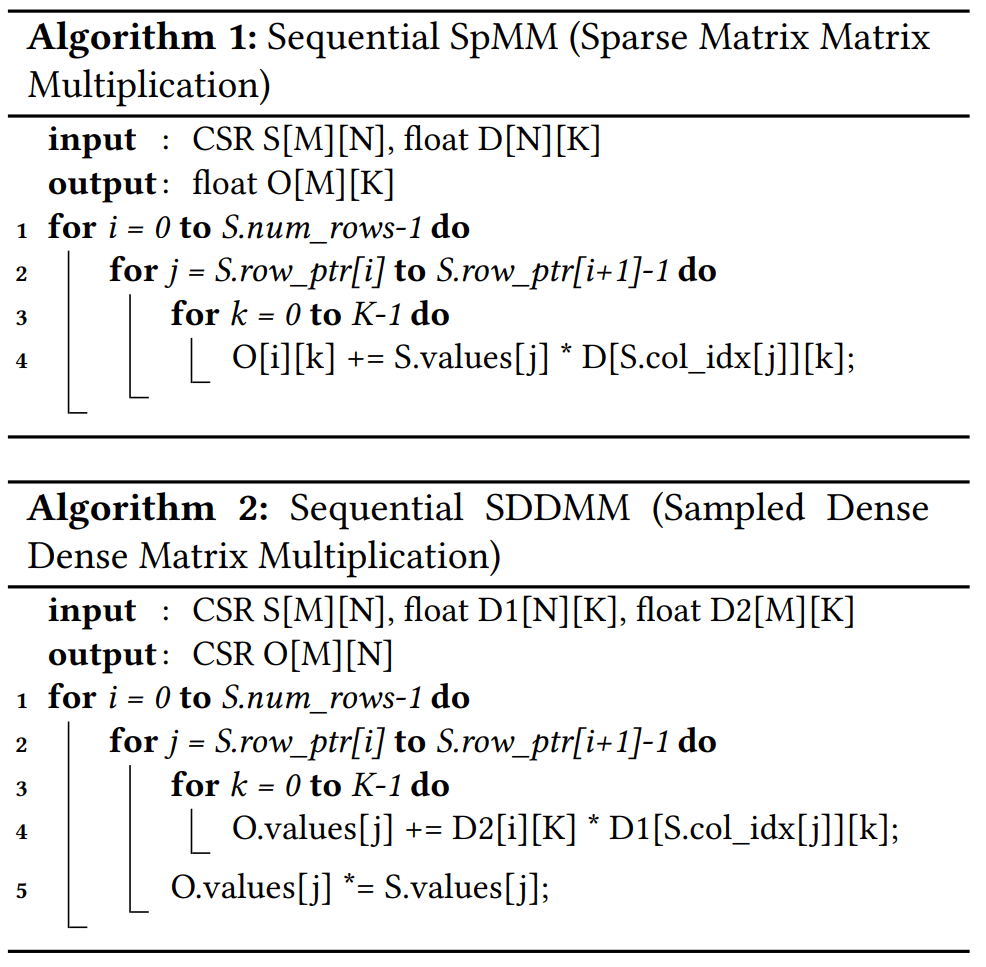 Algorithm 1: Sequential SpMM (Sparse Matrix Matrix
Multiplication)
input : CSR S[M][N], float D[N][K]
output: float O[M][K]
1 for i = 0 to S.num_rows-1 do
2 for j = S.row_ptr[i] to S.row_ptr[i+1]-1 do
3 for k = 0 to K-1 do
4 O[i][k] += S.values[j] * D[S.col_idx[j]][k];
Algorithm 2: Sequential SDDMM (Sampled Dense
Dense Matrix Multiplication)
input : CSR S[M][N], float D1[N][K], float D2[M][K]
output: CSR O[M][N]
1 for i = 0 to S.num_rows-1 do
2 for j = S.row_ptr[i] to S.row_ptr[i+1]-1 do
3 for k = 0 to K-1 do
4 O.values[j] += D2[i][K] * D1[S.col_idx[j]][k];
5 O.values[j] *= S.values[j];